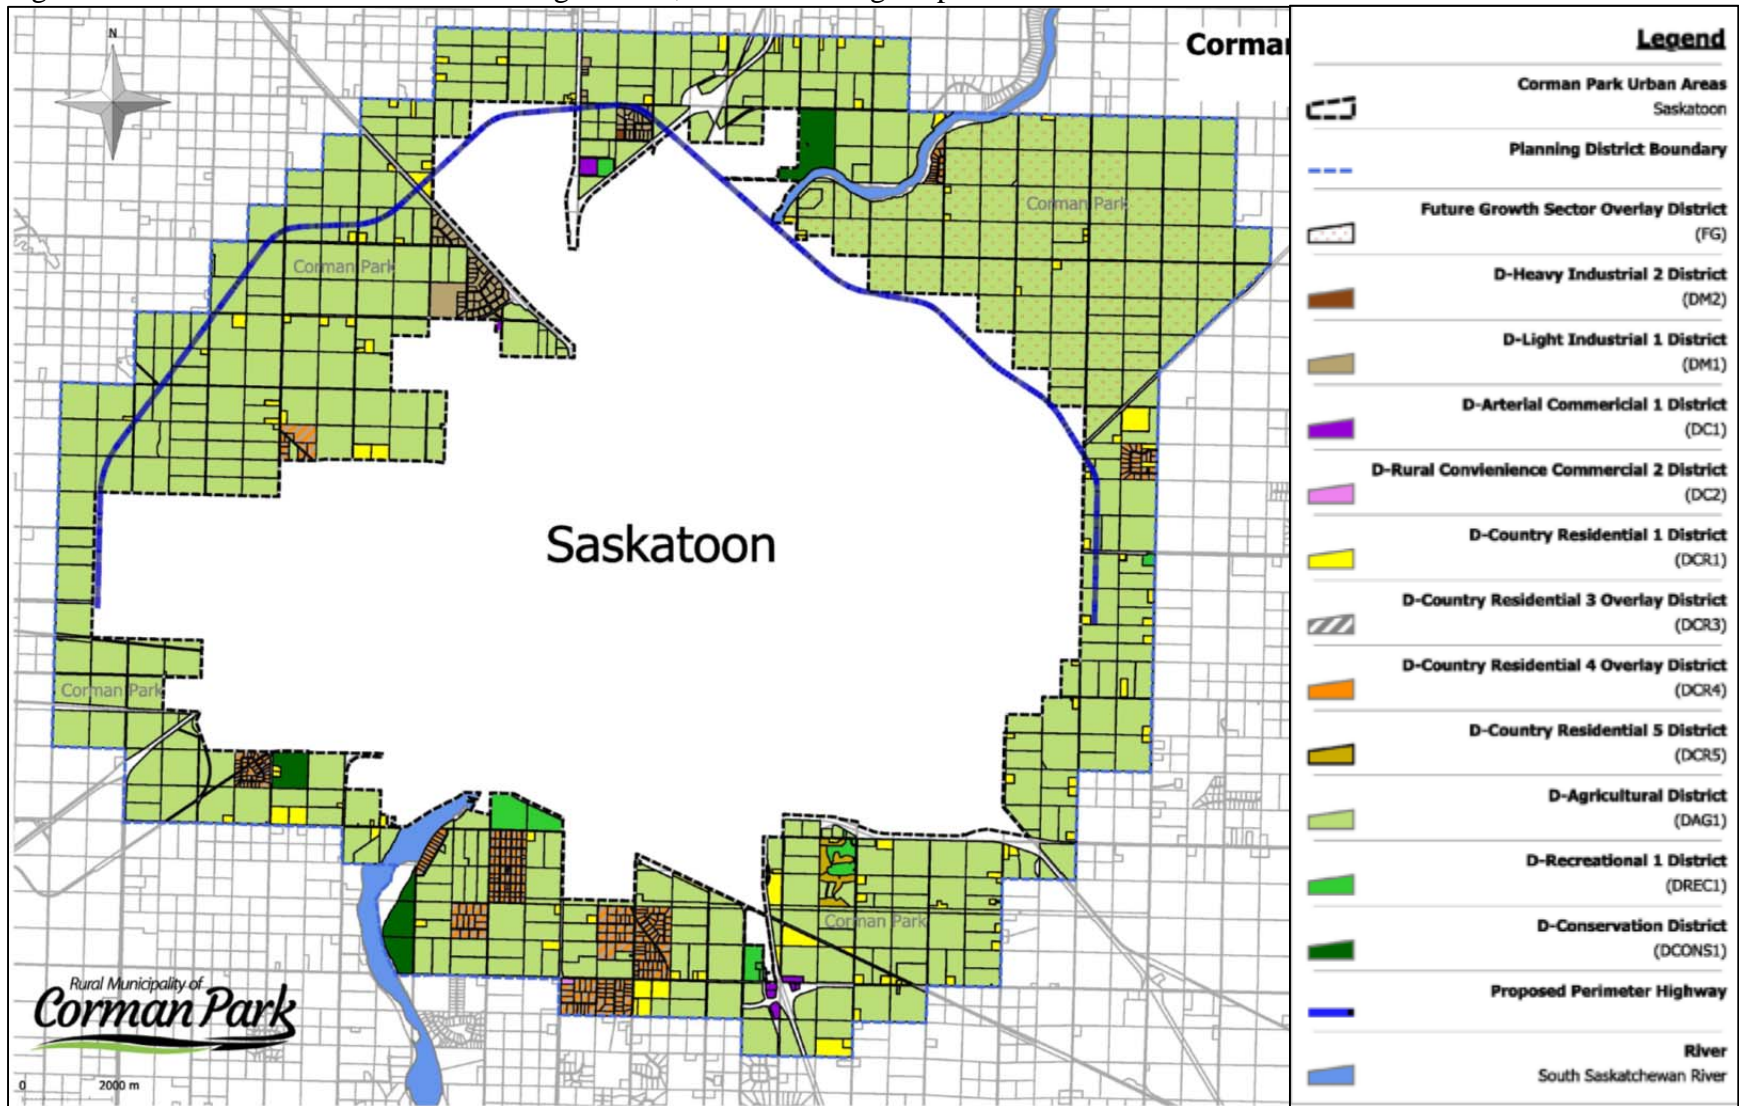 N
Corman Park
Corman Park
Saskatoon
Corman Park
Corman Park
Rural Municipality of
Corman Park
0 2000 m
Legend
Corman Park Urban Areas
Saskatoon
Planning District Boundary
Future Growth Sector Overlay District
(FG)
D-Heavy Industrial 2 District
(DM2)
D-Light Industrial 1 District
(DM1)
D-Arterial Commericial 1 District
(DC1)
D-Rural Convienience Commercial 2 District
(DC2)
D-Country Residential 1 District
(DCR1)
D-Country Residential 3 Overlay District
(DCR3)
D-Country Residential 4 Overlay District
(DCR4)
D-Country Residential 5 District
(DCR5)
D-Agricultural District
(DAG1)
D-Recreational 1 District
(DREC1)
D-Conservation District
(DCONS1)
Proposed Perimeter Highway
River
South Saskatchewan River